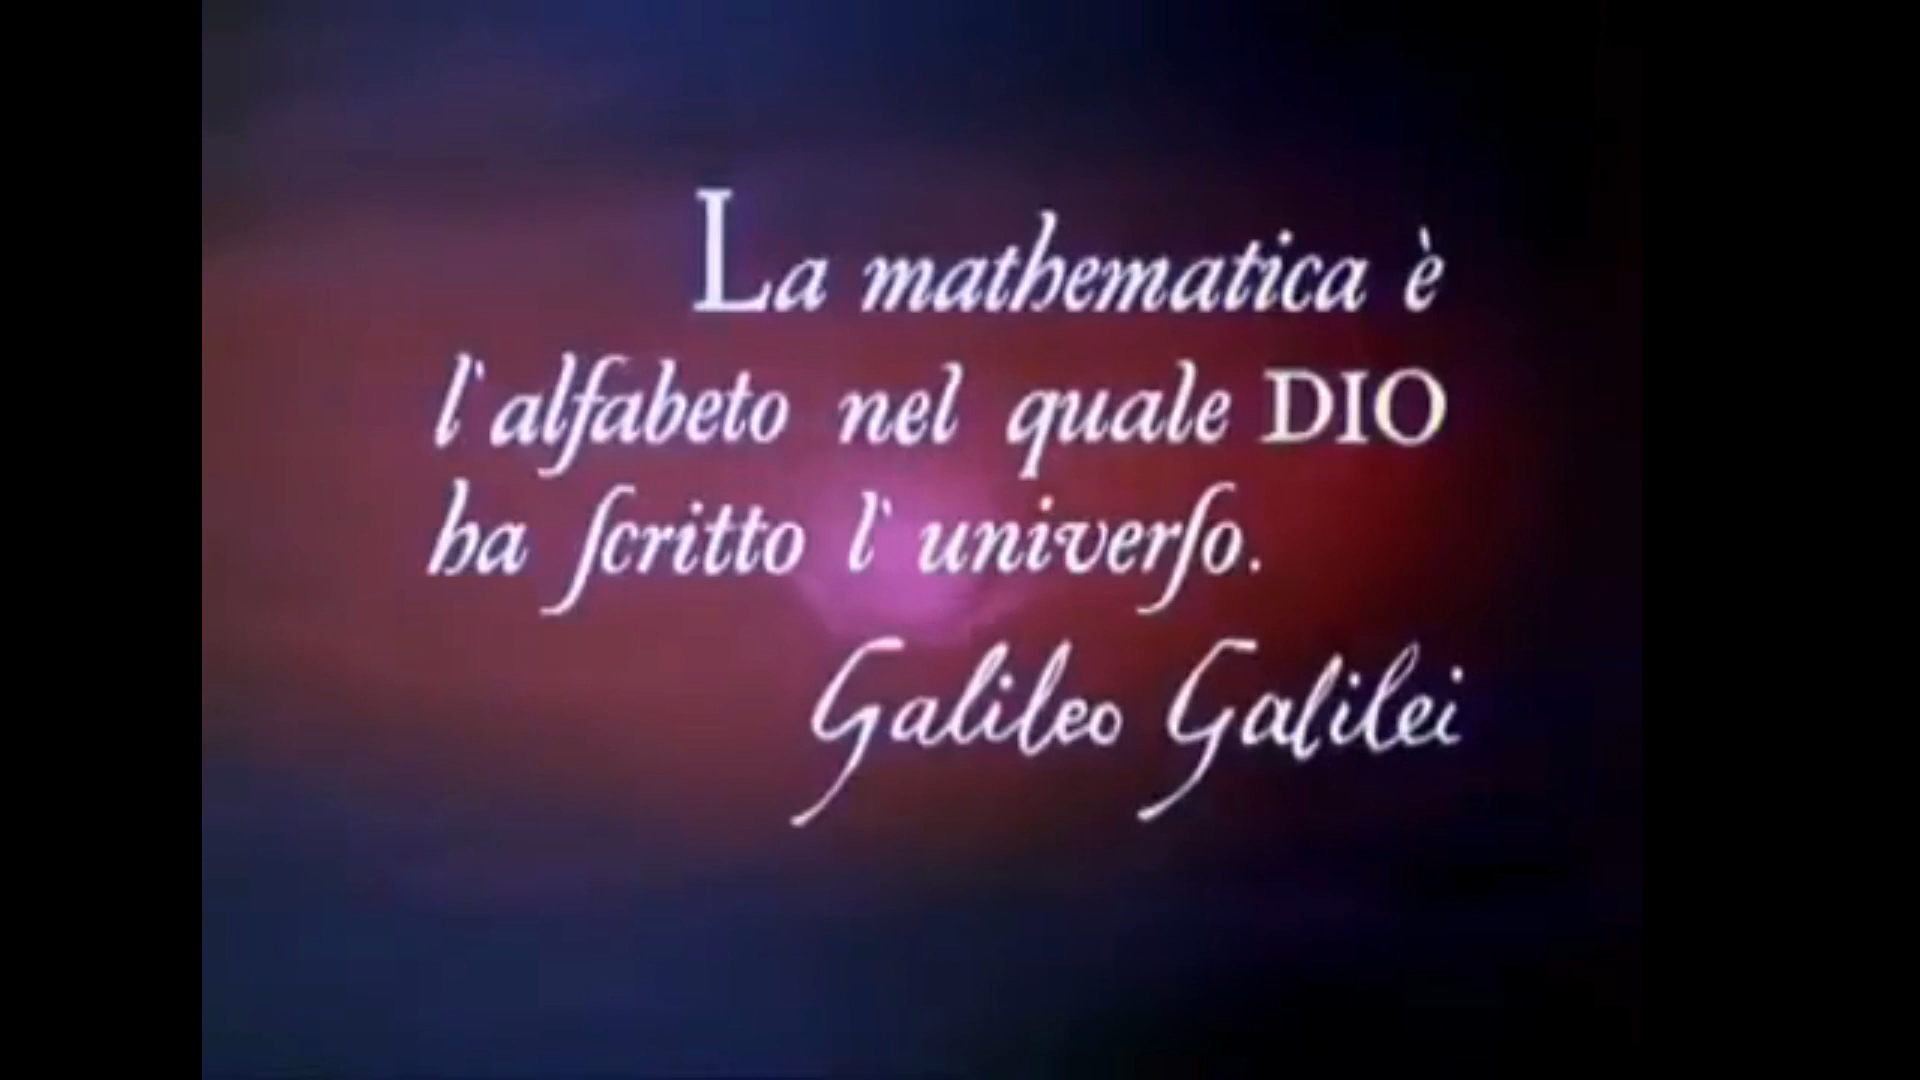 La mathematica è
l'alfabeto nel quale DIO
ha ſcritto l'univerſo.
Galileo Galilei